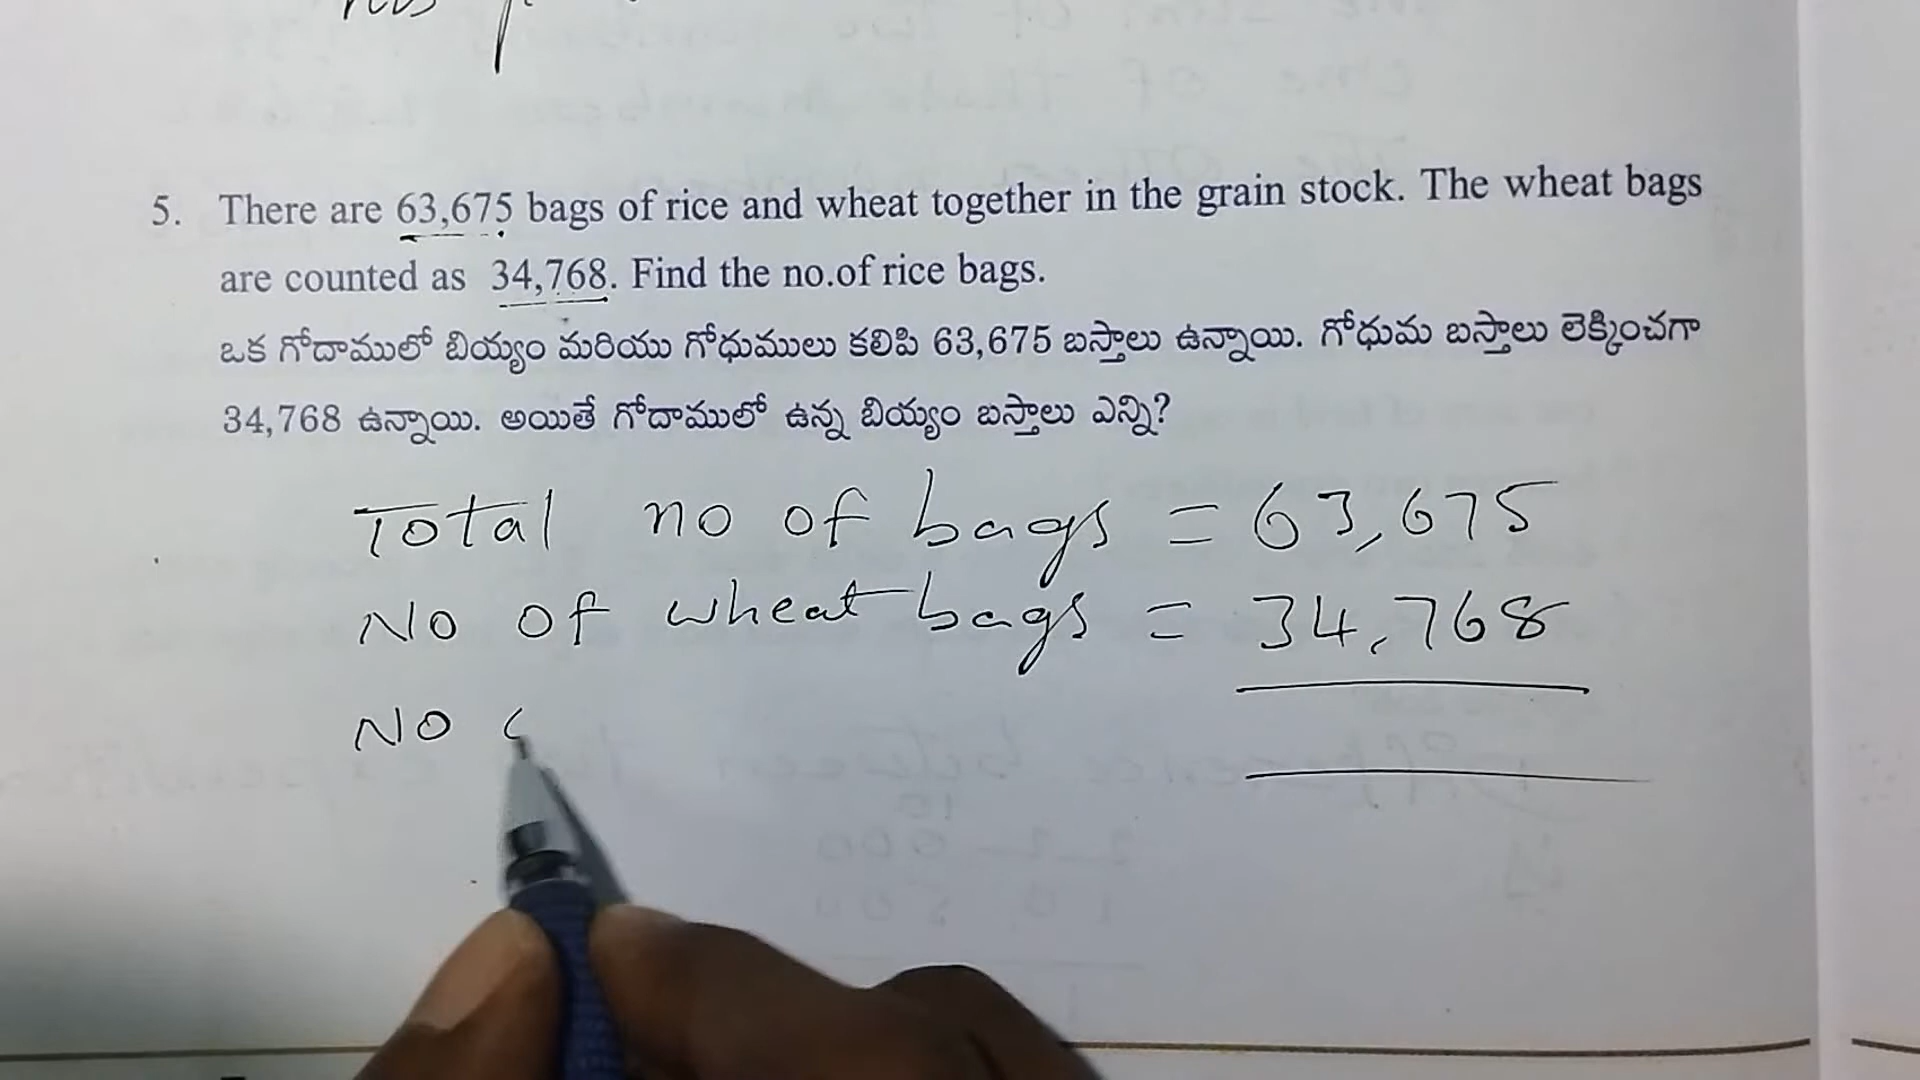 5. There are 63,675 bags of rice and wheat together in the grain stock. The wheat bags
are counted as 34,768. Find the no.of rice bags.
ఒక గోదాములో బియ్యం మరియు గోధుములు కలిపి 63,675 బస్తాలు ఉన్నాయి. గోధుమ బస్తాలు లెక్కించగా
34,768 ఉన్నాయి. అయితే గోదాములో ఉన్న బియ్యం బస్తాలు ఎన్ని?
Total no of bags = 63,675
No of wheat bags = 34,768
No